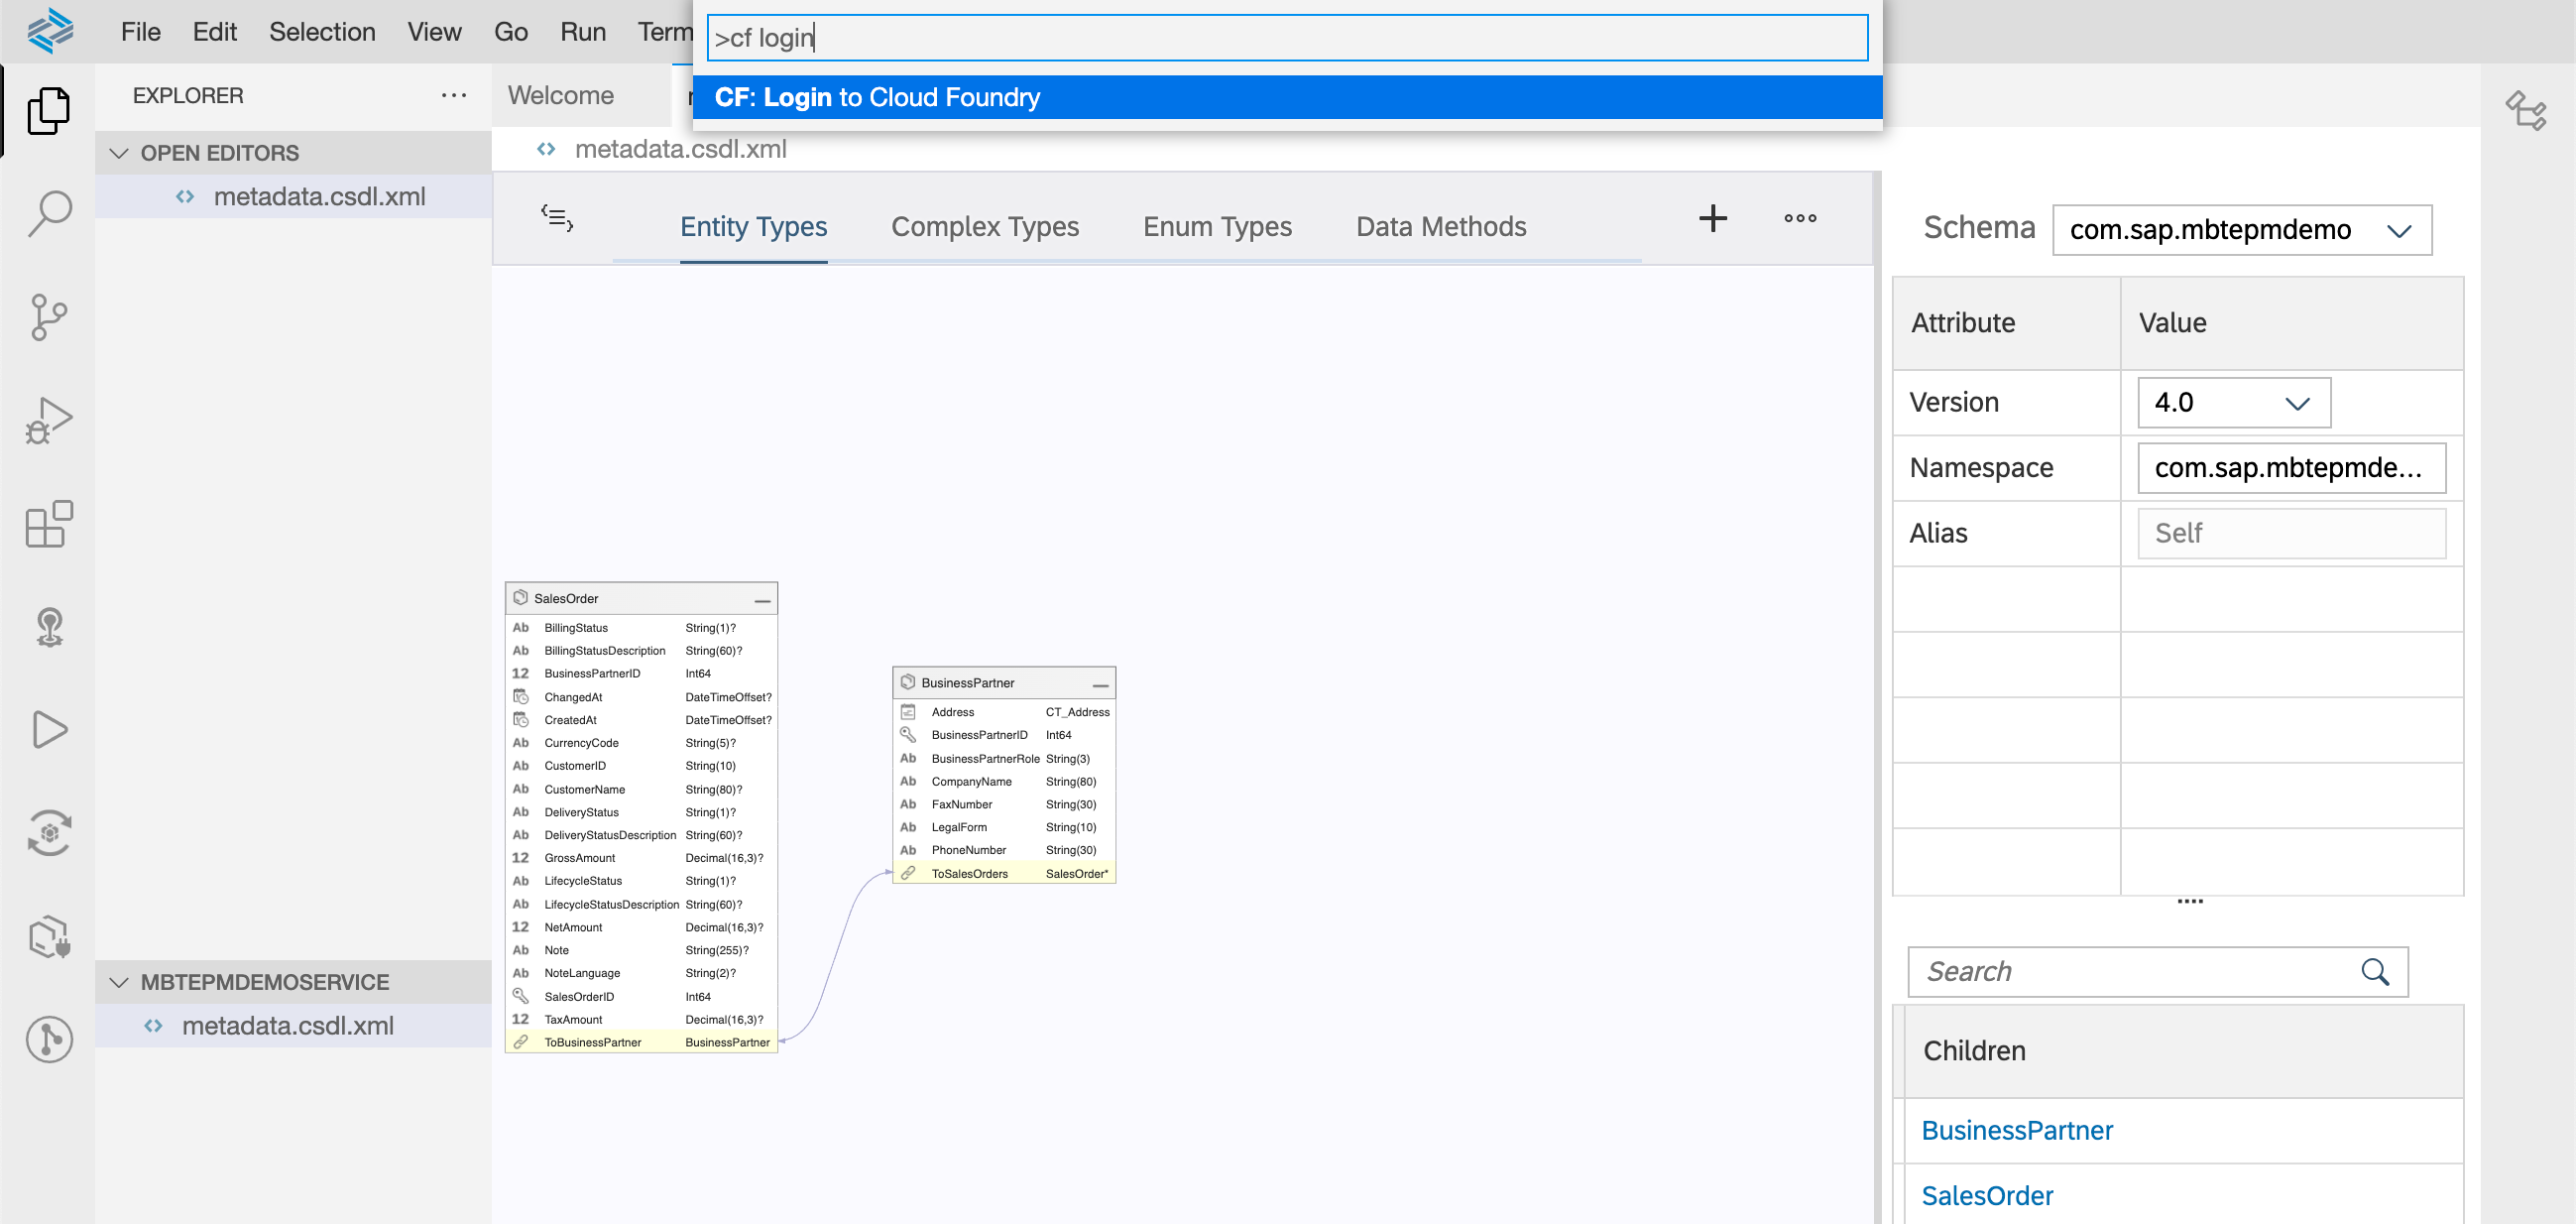 File Edit Selection View Go Run Term
>cf login
CF: Login to Cloud Foundry
EXPLORER
Welcome
OPEN EDITORS
metadata.csdl.xml
metadata.csdl.xml
Entity Types Complex Types Enum Types Data Methods
SalesOrder
Ab BillingStatus String(1)?
Ab BillingStatusDescription String(60)?
12 BusinessPartnerID Int64
ChangedAt DateTimeOffset?
CreatedAt DateTimeOffset?
Ab CurrencyCode String(5)?
Ab CustomerID String(10)
Ab CustomerName String(80)?
Ab DeliveryStatus String(1)?
Ab DeliveryStatusDescription String(60)?
12 GrossAmount Decimal(16,3)?
Ab LifecycleStatus String(1)?
Ab LifecycleStatusDescription String(60)?
12 NetAmount Decimal(16,3)?
Ab Note String(255)?
Ab NoteLanguage String(2)?
SalesOrderID Int64
12 TaxAmount Decimal(16,3)?
ToBusinessPartner BusinessPartner
BusinessPartner
Address CT_Address
BusinessPartnerID Int64
Ab BusinessPartnerRole String(3)
Ab CompanyName String(80)
Ab FaxNumber String(30)
Ab LegalForm String(10)
Ab PhoneNumber String(30)
ToSalesOrders SalesOrder*
Schema com.sap.mbtepmdemo
Attribute Value
Version 4.0
Namespace com.sap.mbtepmde...
Alias Self
Search
Children
BusinessPartner
SalesOrder
MBTEPMDEMOSERVICE
metadata.csdl.xml